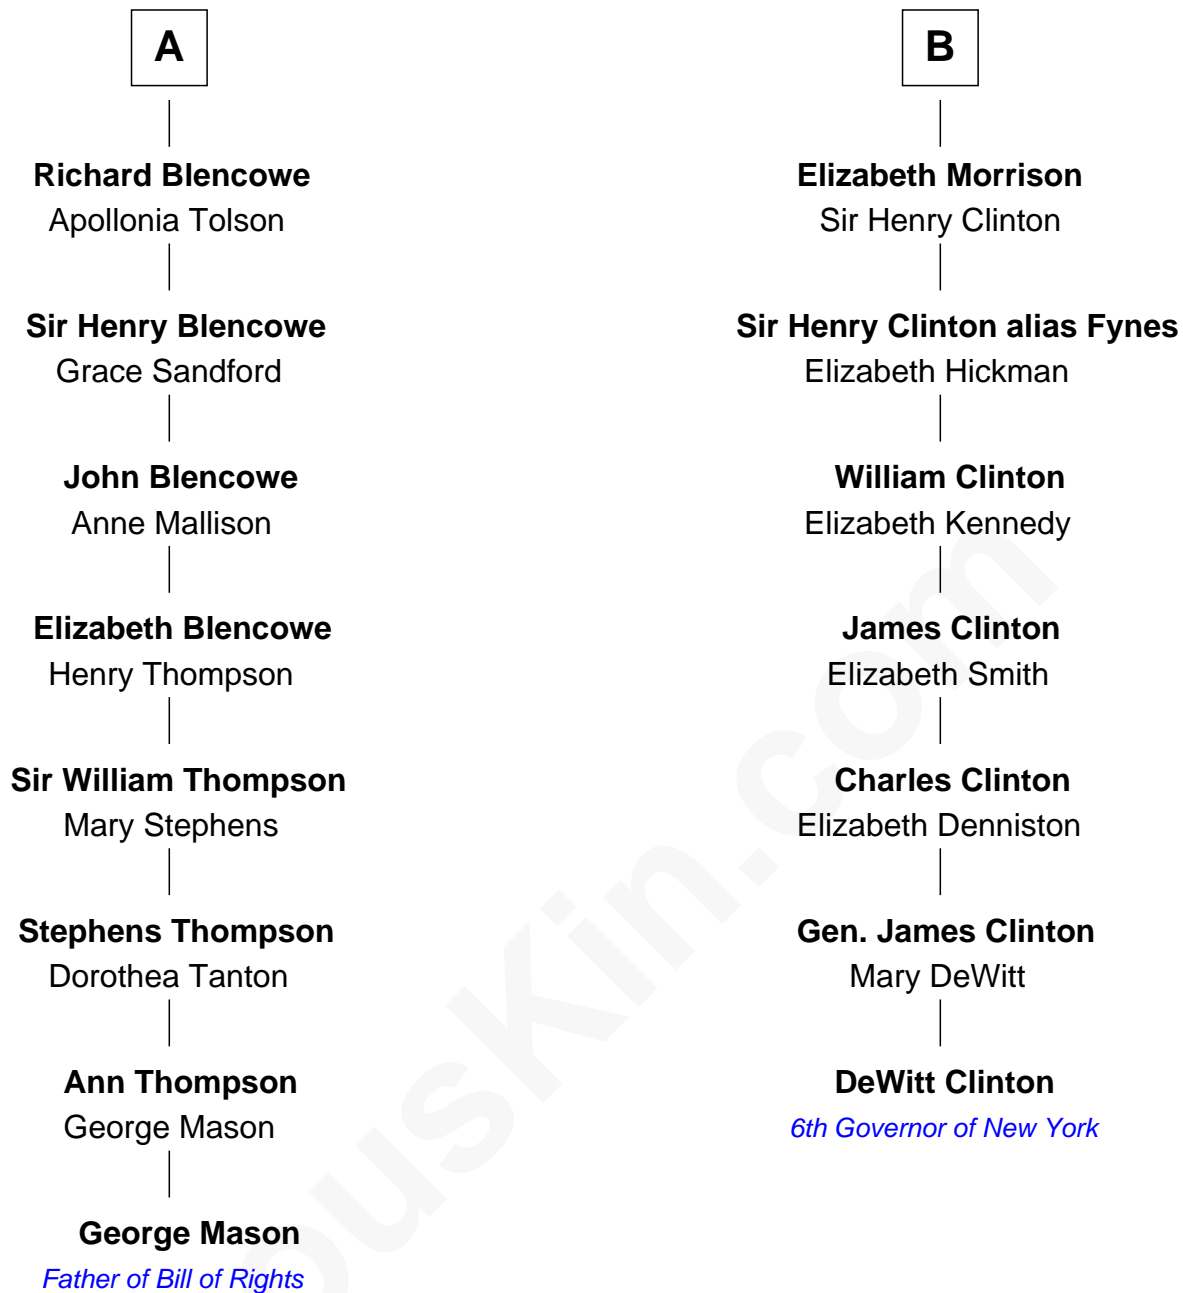 A
Richard Blencowe
Apollonia Tolson
Sir Henry Blencowe
Grace Sandford
John Blencowe
Anne Mallison
Elizabeth Blencowe
Henry Thompson
Sir William Thompson
Mary Stephens
Stephens Thompson
Dorothea Tanton
Ann Thompson
George Mason
George Mason
Father of Bill of Rights
B
Elizabeth Morrison
Sir Henry Clinton
Sir Henry Clinton alias Fynes
Elizabeth Hickman
William Clinton
Elizabeth Kennedy
James Clinton
Elizabeth Smith
Charles Clinton
Elizabeth Denniston
Gen. James Clinton
Mary DeWitt
DeWitt Clinton
6th Governor of New York
ousKin.com